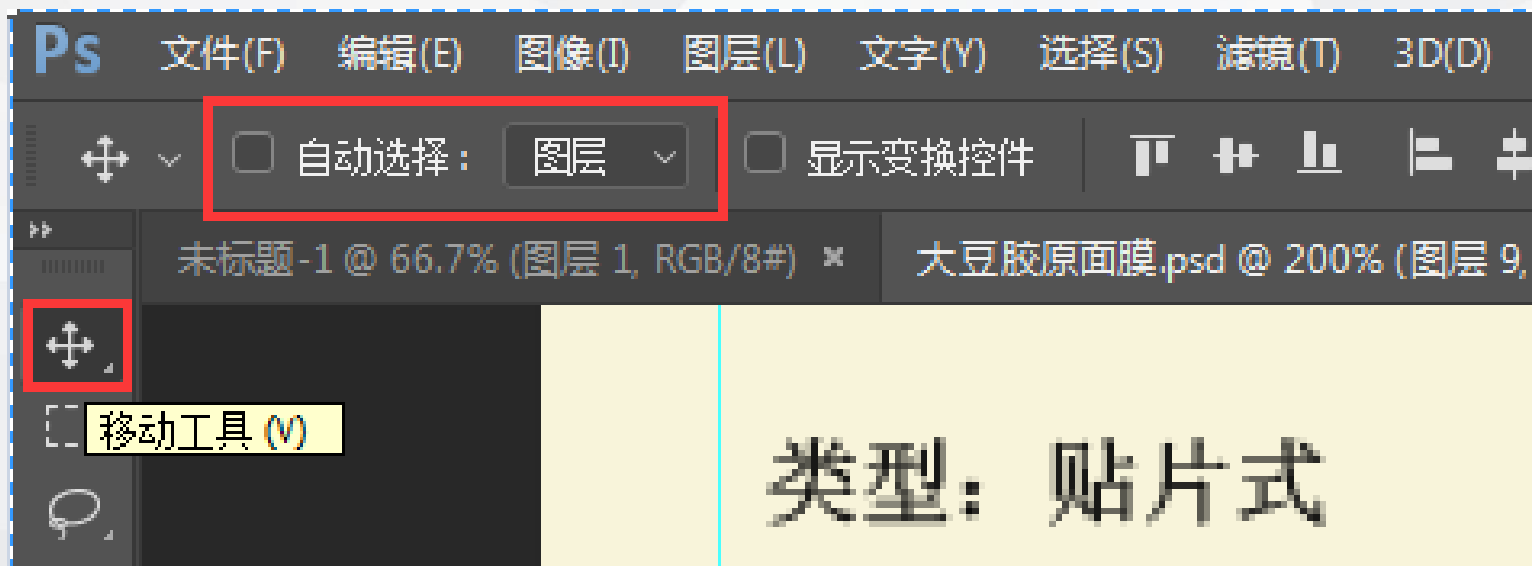 Ps 文件(F) 编辑(E) 图像(I) 图层(L) 文字(Y) 选择(S) 滤镜(T) 3D(D)
自动选择： 图层 显示变换控件
未标题-1 @ 66.7% (图层 1, RGB/8#) × 大豆胶原面膜.psd @ 200% (图层 9,
移动工具 (V)
类型：贴片式